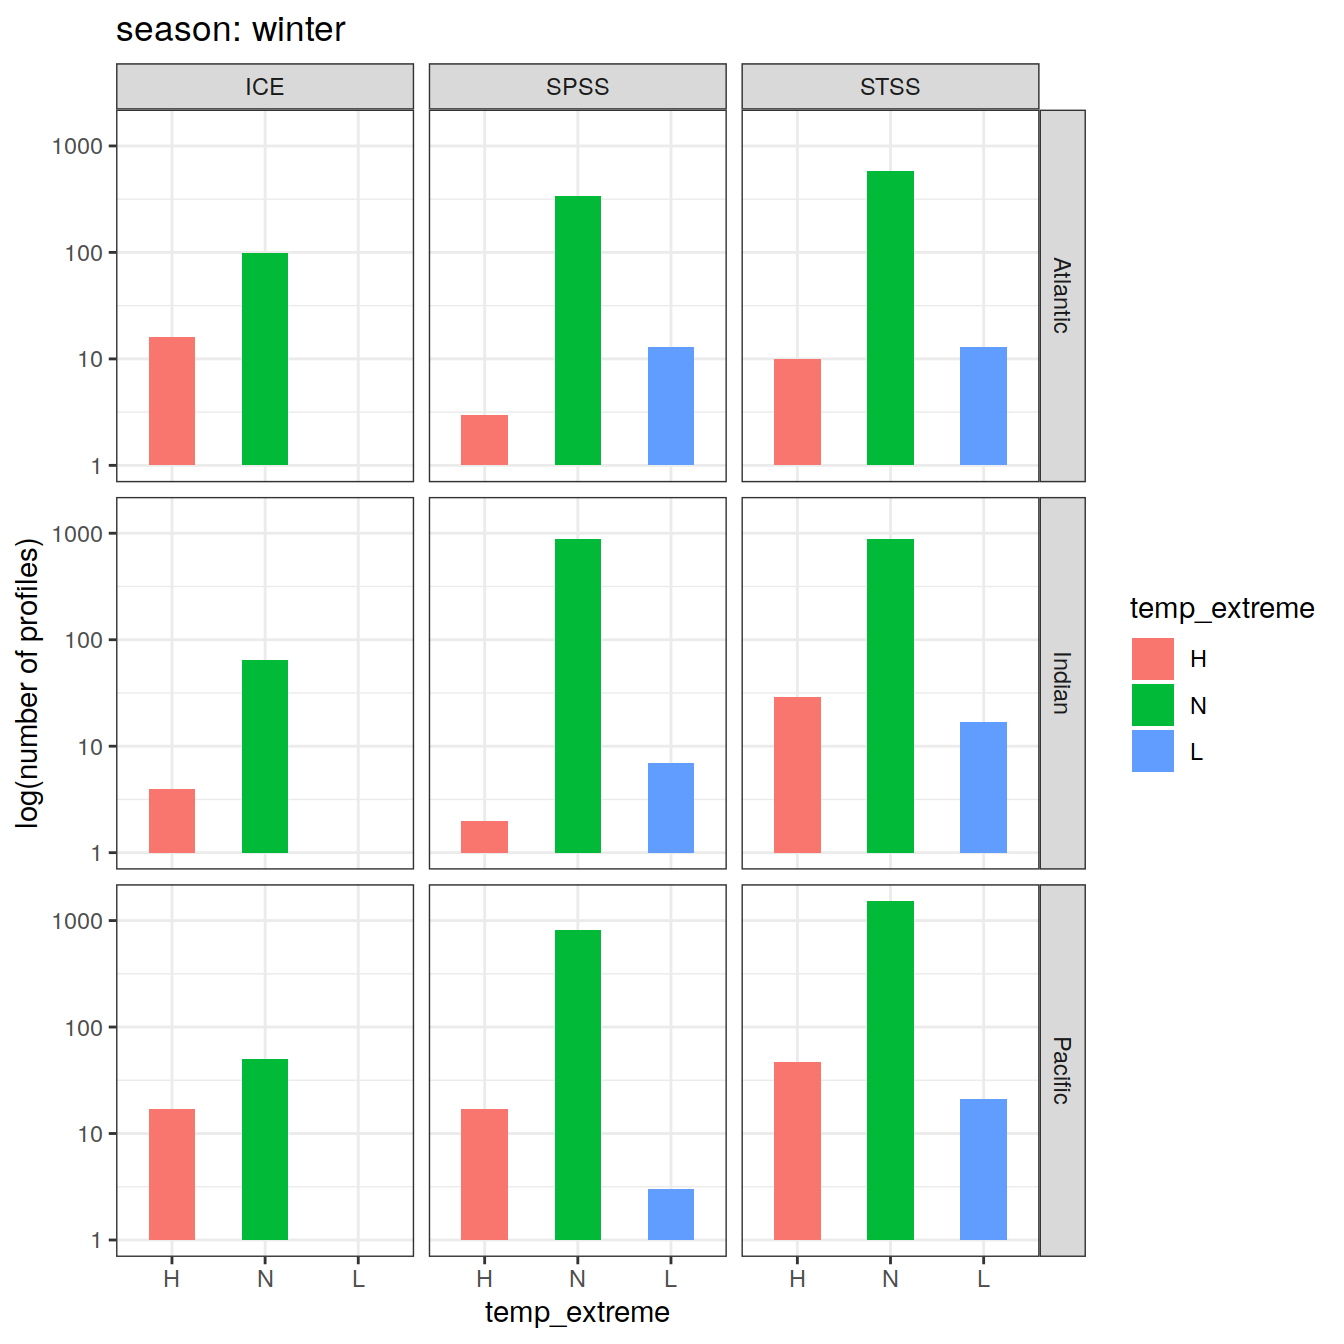 season: winter
ICE SPSS STSS
1000
100
10
1
Atlantic
1000
100
10
1
Indian
1000
100
10
1
Pacific
H N L H N L H N L
temp_extreme
log(number of profiles)
temp_extreme
H
N
L